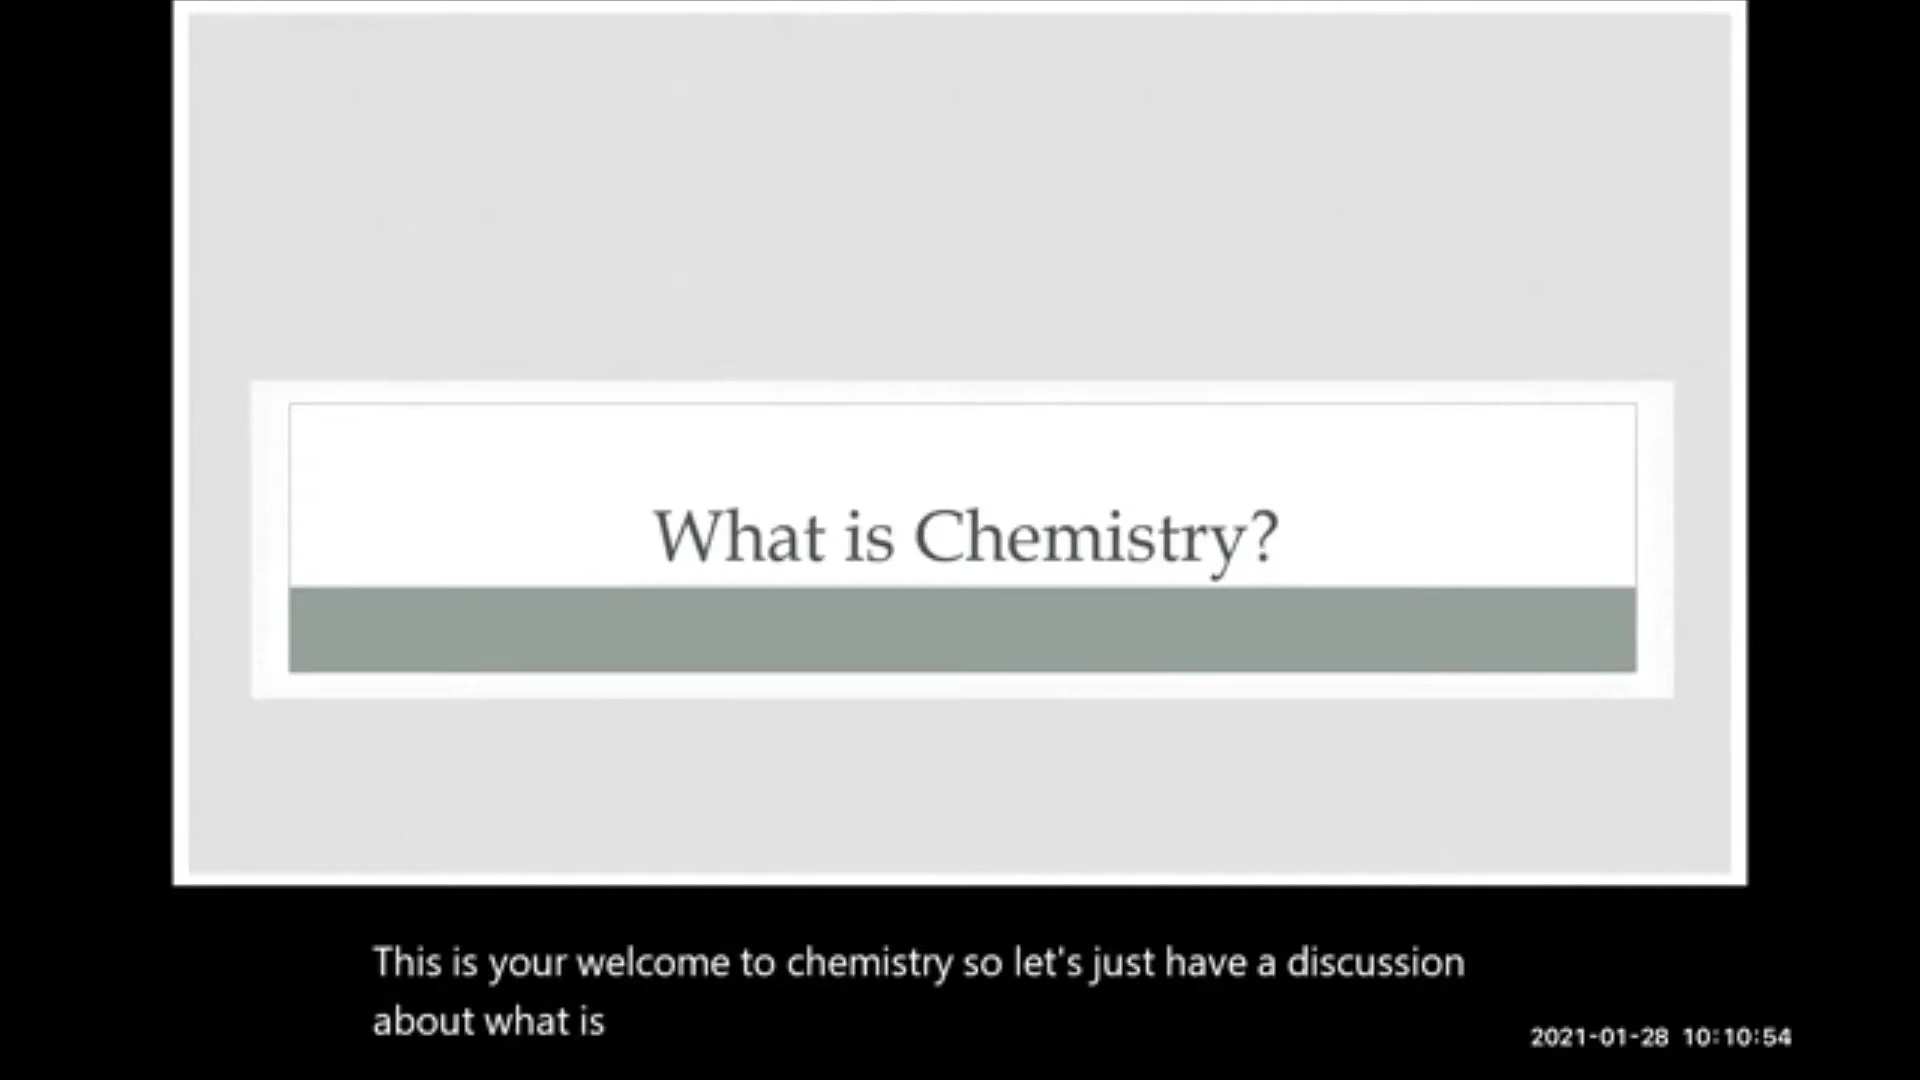 What is Chemistry?
This is your welcome to chemistry so let's just have a discussion
about what is
2021-01-28 10:10:54